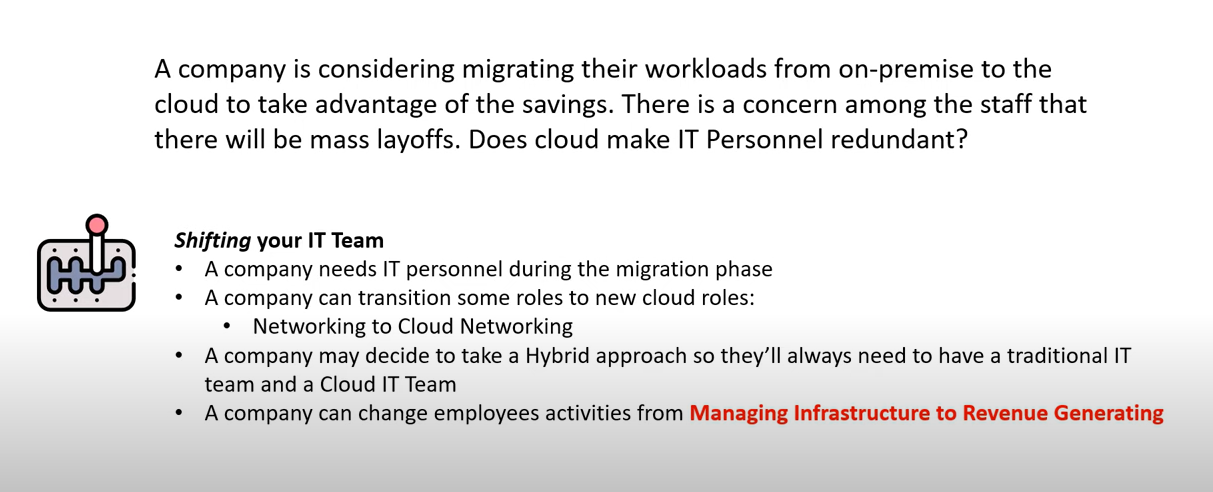 A company is considering migrating their workloads from on-premise to the
cloud to take advantage of the savings. There is a concern among the staff that
there will be mass layoffs. Does cloud make IT Personnel redundant?
Shifting your IT Team
• A company needs IT personnel during the migration phase
• A company can transition some roles to new cloud roles:
• Networking to Cloud Networking
• A company may decide to take a Hybrid approach so they’ll always need to have a traditional IT
team and a Cloud IT Team
• A company can change employees activities from Managing Infrastructure to Revenue Generating